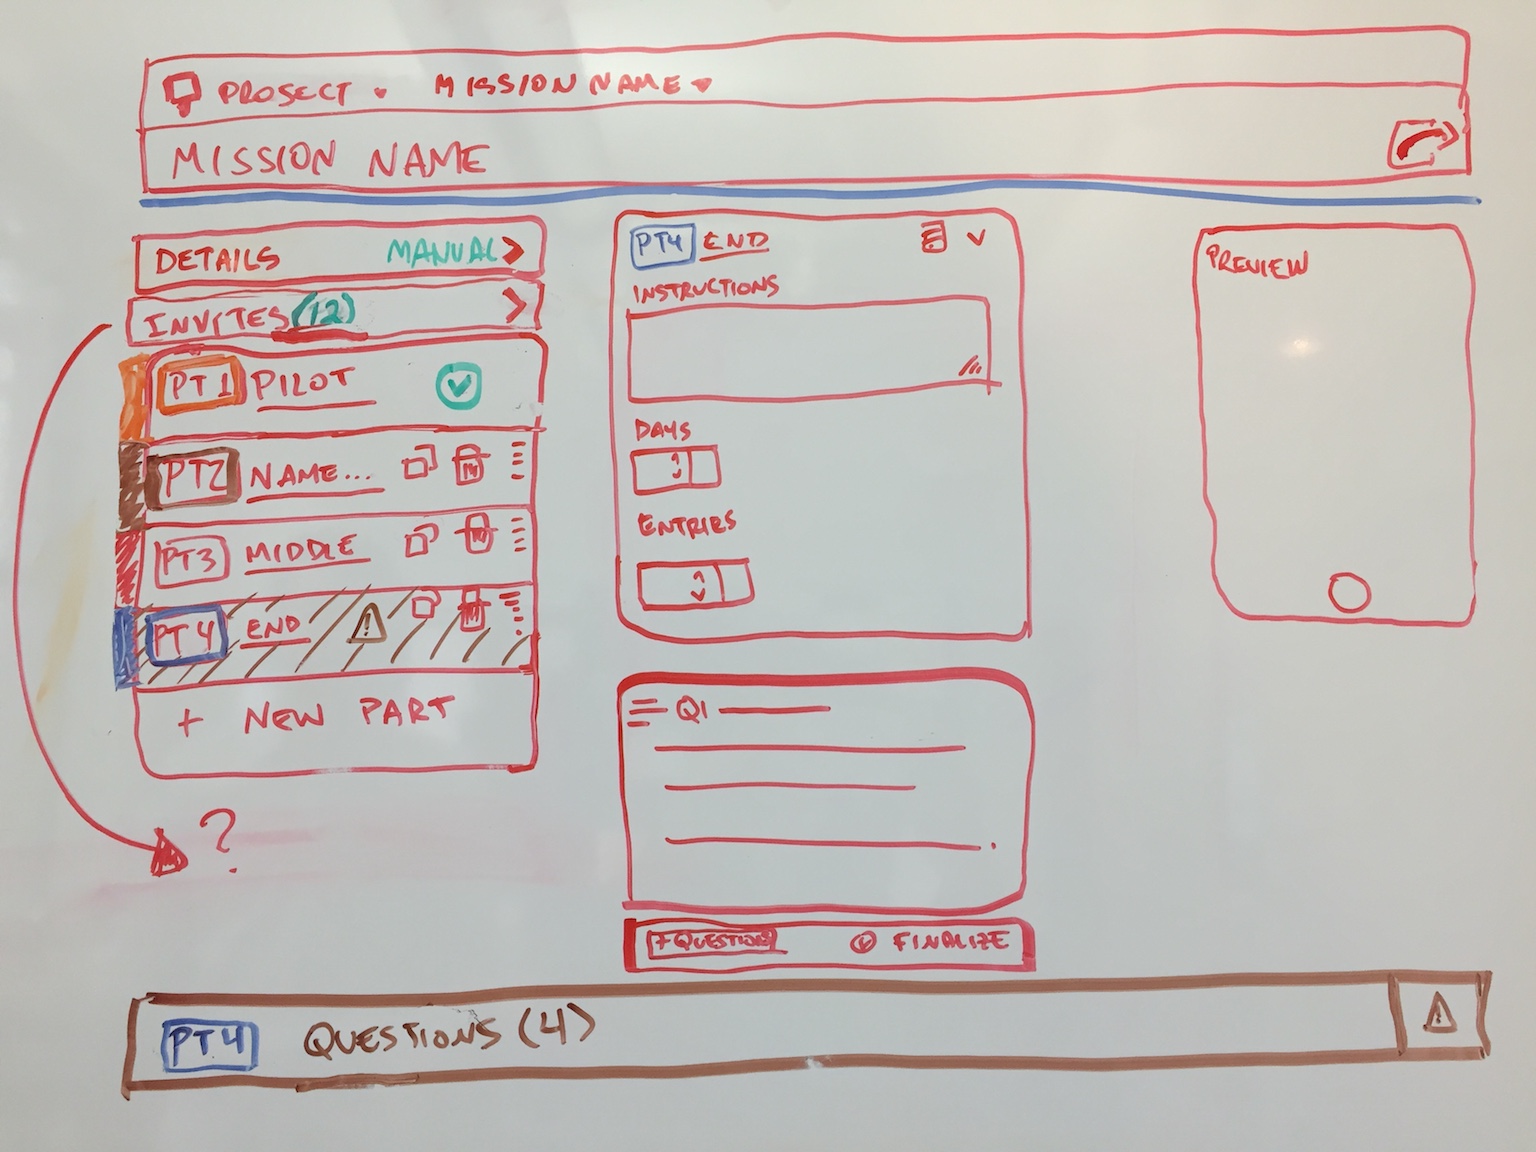 PROJECT MISSION NAME
MISSION NAME
DETAILS MANUAL
INVITES (12)
PT1 PILOT
PT2 NAME...
PT3 MIDDLE
PT4 END
+ NEW PART
?
PT4 END
INSTRUCTIONS
DAYS
ENTRIES
Q1
+ QUESTION FINALIZE
PREVIEW
PT4 QUESTIONS (4)